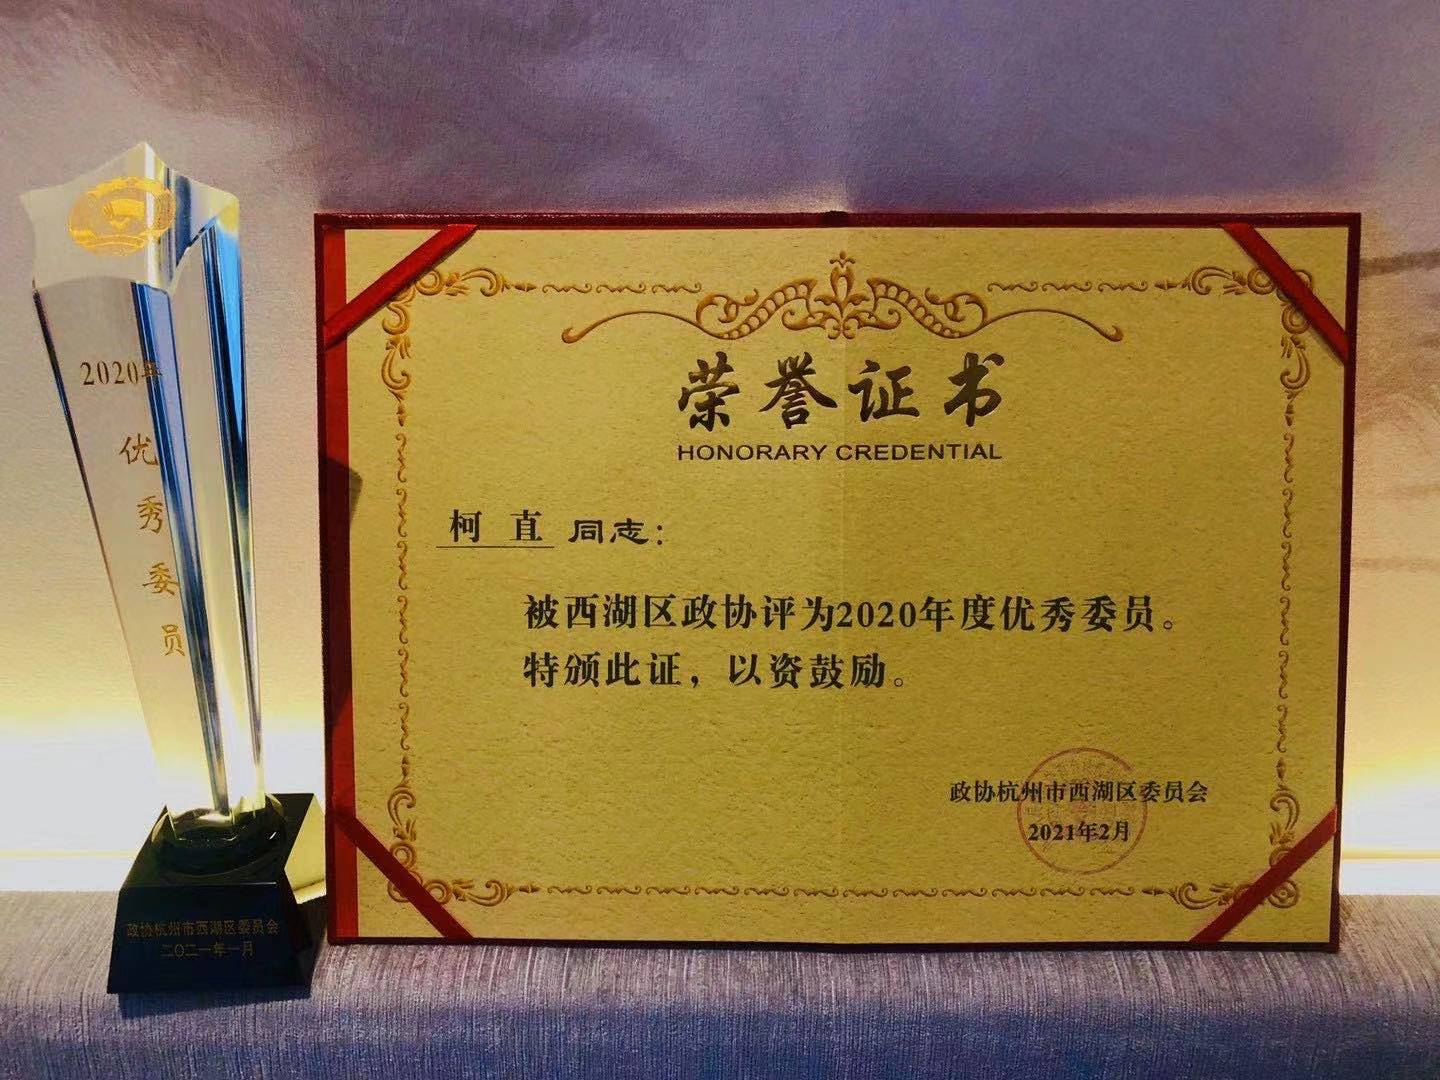 2020年
优秀委员
政协杭州市西湖区委员会
二〇二一年一月
荣誉证书
HONORARY CREDENTIAL
柯直 同志：
被西湖区政协评为2020年度优秀委员。
特颁此证，以资鼓励。
政协杭州市西湖区委员会
2021年2月